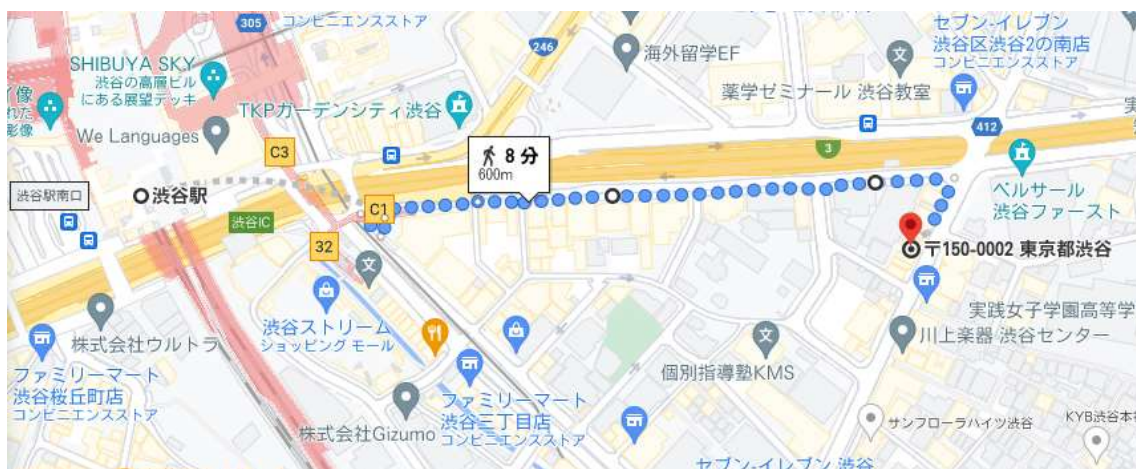 305
コンビニエンスストア
246
海外留学EF
セブン-イレブン
渋谷区渋谷2の南店
コンビニエンスストア
SHIBUYA SKY
渋谷の高層ビル
にある展望デッキ
薬学ゼミナール 渋谷教室
TKPガーデンシティ渋谷
We Languages
C3
8 分
600m
3
412
ベルサール
渋谷ファースト
渋谷駅南口
渋谷駅
渋谷IC
C1
32
〒150-0002 東京都渋谷
渋谷ストリーム
ショッピング モール
株式会社ウルトラ
実践女子学園高等学
川上楽器 渋谷センター
ファミリーマート
渋谷桜丘町店
コンビニエンスストア
個別指導塾KMS
ファミリーマート
渋谷三丁目店
コンビニエンスストア
株式会社Gizumo
サンフローラハイツ渋谷
KYB渋谷本
セブン-イレブン 渋谷